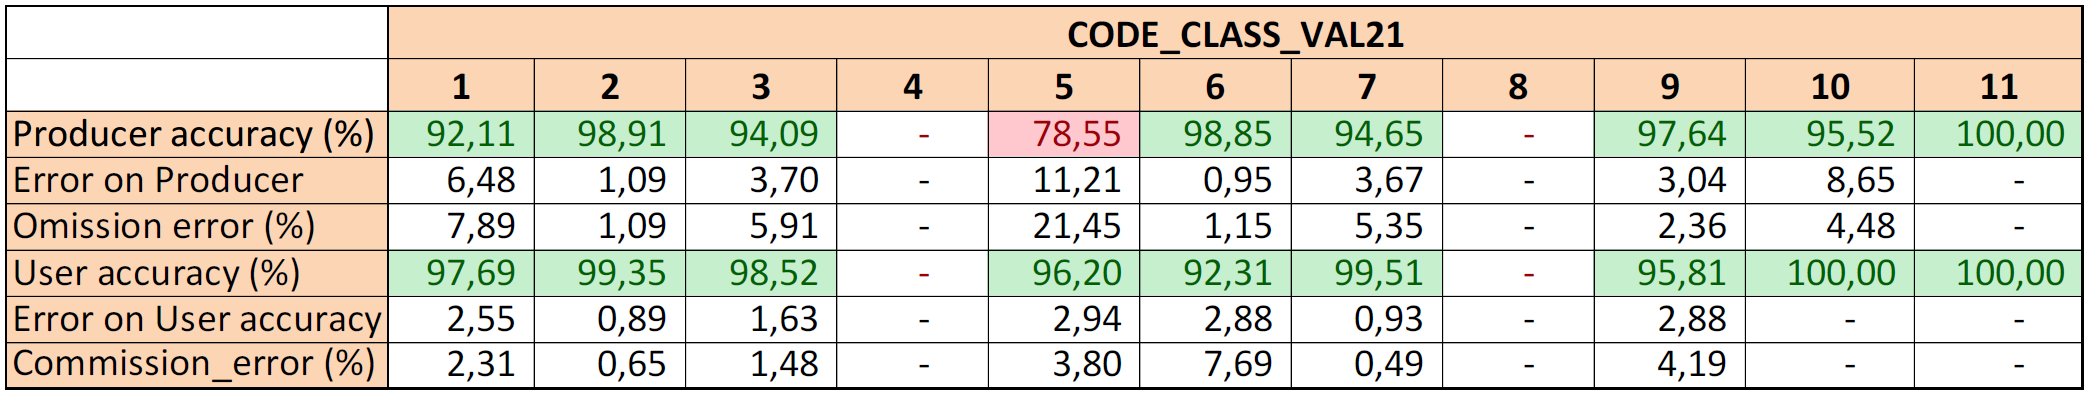 CODE_CLASS_VAL21
1 2 3 4 5 6 7 8 9 10 11
Producer accuracy (%) 92,11 98,91 94,09 - 78,55 98,85 94,65 - 97,64 95,52 100,00
Error on Producer 6,48 1,09 3,70 - 11,21 0,95 3,67 - 3,04 8,65 -
Omission error (%) 7,89 1,09 5,91 - 21,45 1,15 5,35 - 2,36 4,48 -
User accuracy (%) 97,69 99,35 98,52 - 96,20 92,31 99,51 - 95,81 100,00 100,00
Error on User accuracy 2,55 0,89 1,63 - 2,94 2,88 0,93 - 2,88 - -
Commission_error (%) 2,31 0,65 1,48 - 3,80 7,69 0,49 - 4,19 - -